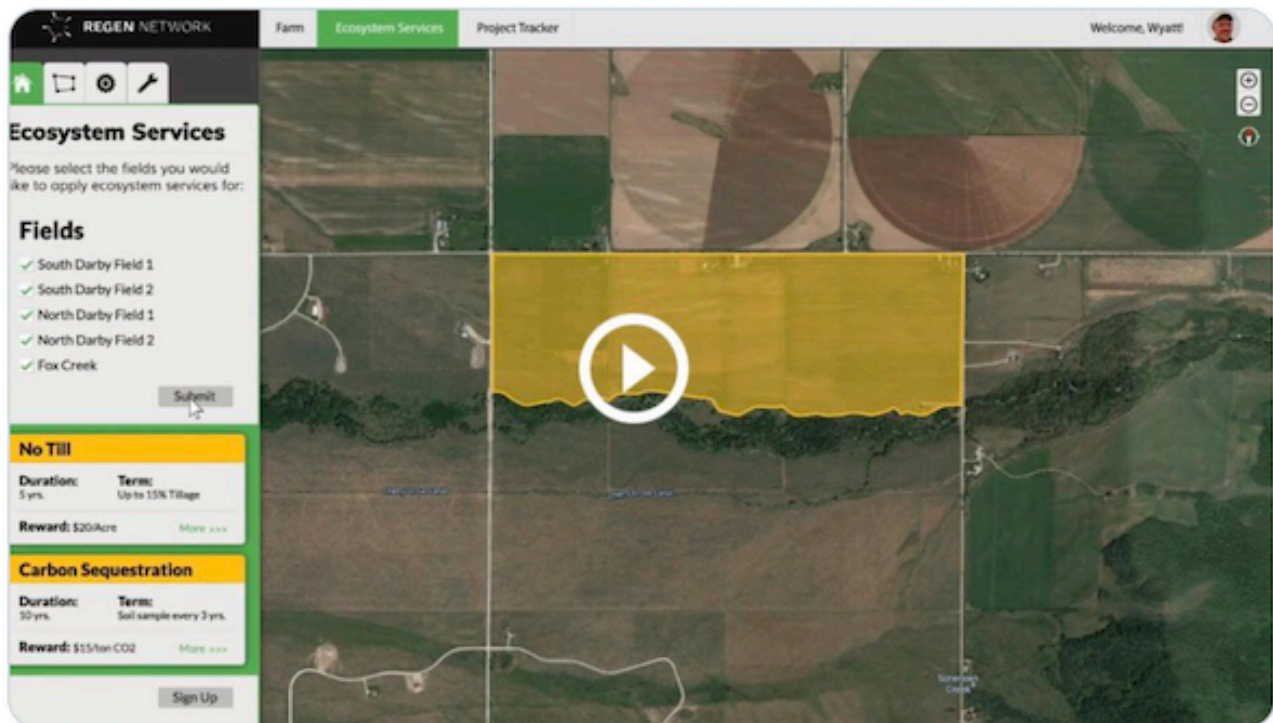 REGEN NETWORK
Farm
Ecosystem Services
Project Tracker
Welcome, Wyatt!
Ecosystem Services
Please select the fields you would
like to apply ecosystem services for:
Fields
South Darby Field 1
South Darby Field 2
North Darby Field 1
North Darby Field 2
Fox Creek
Submit
No Till
Duration: Term:
5 yrs. Up to 15% Tillage
Reward: $20/Acre More >>>
Carbon Sequestration
Duration: Term:
10 yrs. Soil sample every 3 yrs.
Reward: $15/ton CO2 More >>>
Sign Up
Sorensen
Creek